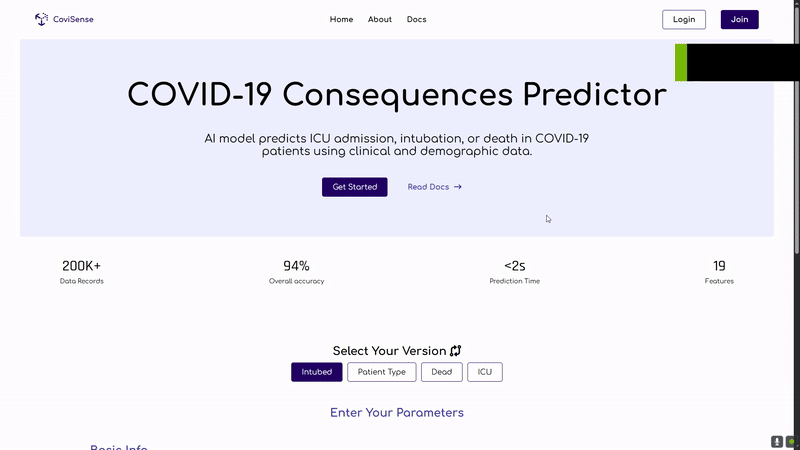 CoviSense
Home About Docs
Login Join
COVID-19 Consequences Predictor
AI model predicts ICU admission, intubation, or death in COVID-19
patients using clinical and demographic data.
Get Started Read Docs →
200K+ 94% <2s 19
Data Records Overall accuracy Prediction Time Features
Select Your Version
Intubed Patient Type Dead ICU
Enter Your Parameters
Basic Info